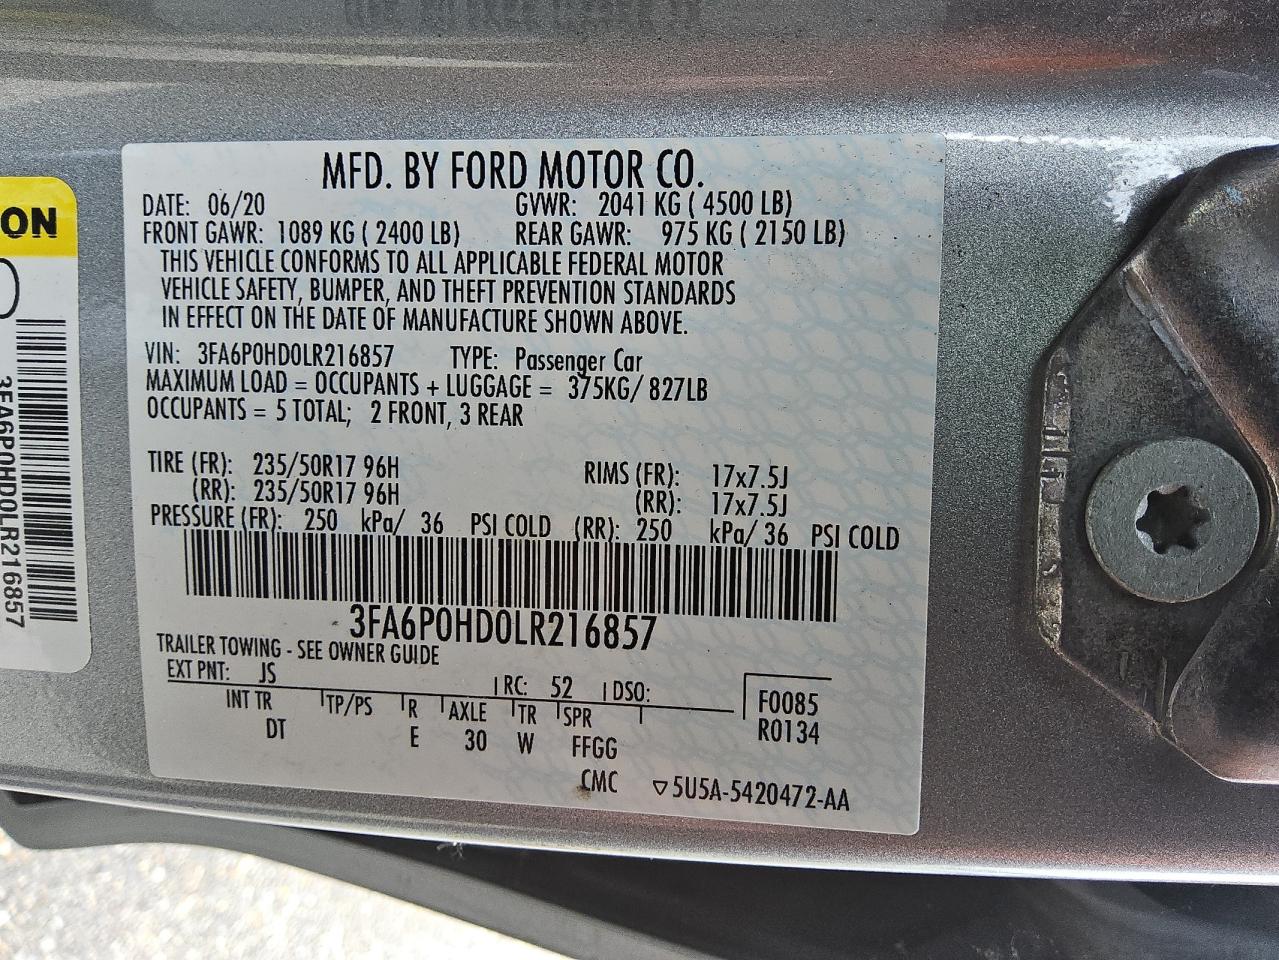 MFD. BY FORD MOTOR CO.
DATE: 06/20 GVWR: 2041 KG ( 4500 LB)
FRONT GAWR: 1089 KG ( 2400 LB) REAR GAWR: 975 KG ( 2150 LB)
THIS VEHICLE CONFORMS TO ALL APPLICABLE FEDERAL MOTOR
VEHICLE SAFETY, BUMPER, AND THEFT PREVENTION STANDARDS
IN EFFECT ON THE DATE OF MANUFACTURE SHOWN ABOVE.
VIN: 3FA6P0HD0LR216857 TYPE: Passenger Car
MAXIMUM LOAD = OCCUPANTS + LUGGAGE = 375KG/ 827LB
OCCUPANTS = 5 TOTAL; 2 FRONT, 3 REAR
TIRE (FR): 235/50R17 96H RIMS (FR): 17x7.5J
(RR): 235/50R17 96H (RR): 17x7.5J
PRESSURE (FR): 250 kPa/ 36 PSI COLD (RR): 250 kPa/ 36 PSI COLD
3FA6P0HD0LR216857
TRAILER TOWING - SEE OWNER GUIDE
EXT PNT: JS RC: 52 DSO:
INT TR TP/PS R AXLE TR SPR F0085
DT E 30 W FFGG R0134
CMC ▽5U5A-5420472-AA
ON
3FA6P0HD0LR216857